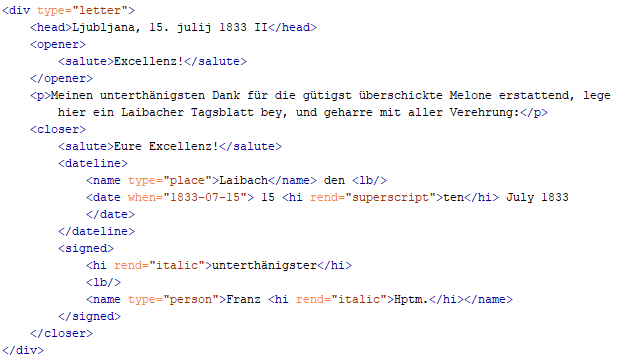 <div type="letter">
<head>Ljubljana, 15. julij 1833 II</head>
<opener>
<salute>Excellenz!</salute>
</opener>
<p>Meinen unterthänigsten Dank für die gütigst überschickte Melone erstattend, lege
hier ein Laibacher Tagsblatt bey, und geharre mit aller Verehrung:</p>
<closer>
<salute>Eure Excellenz!</salute>
<dateline>
<name type="place">Laibach</name> den <lb/>
<date when="1833-07-15"> 15 <hi rend="superscript">ten</hi> July 1833
</date>
</dateline>
<signed>
<hi rend="italic">unterthänigster</hi>
<lb/>
<name type="person">Franz <hi rend="italic">Hptm.</hi></name>
</signed>
</closer>
</div>